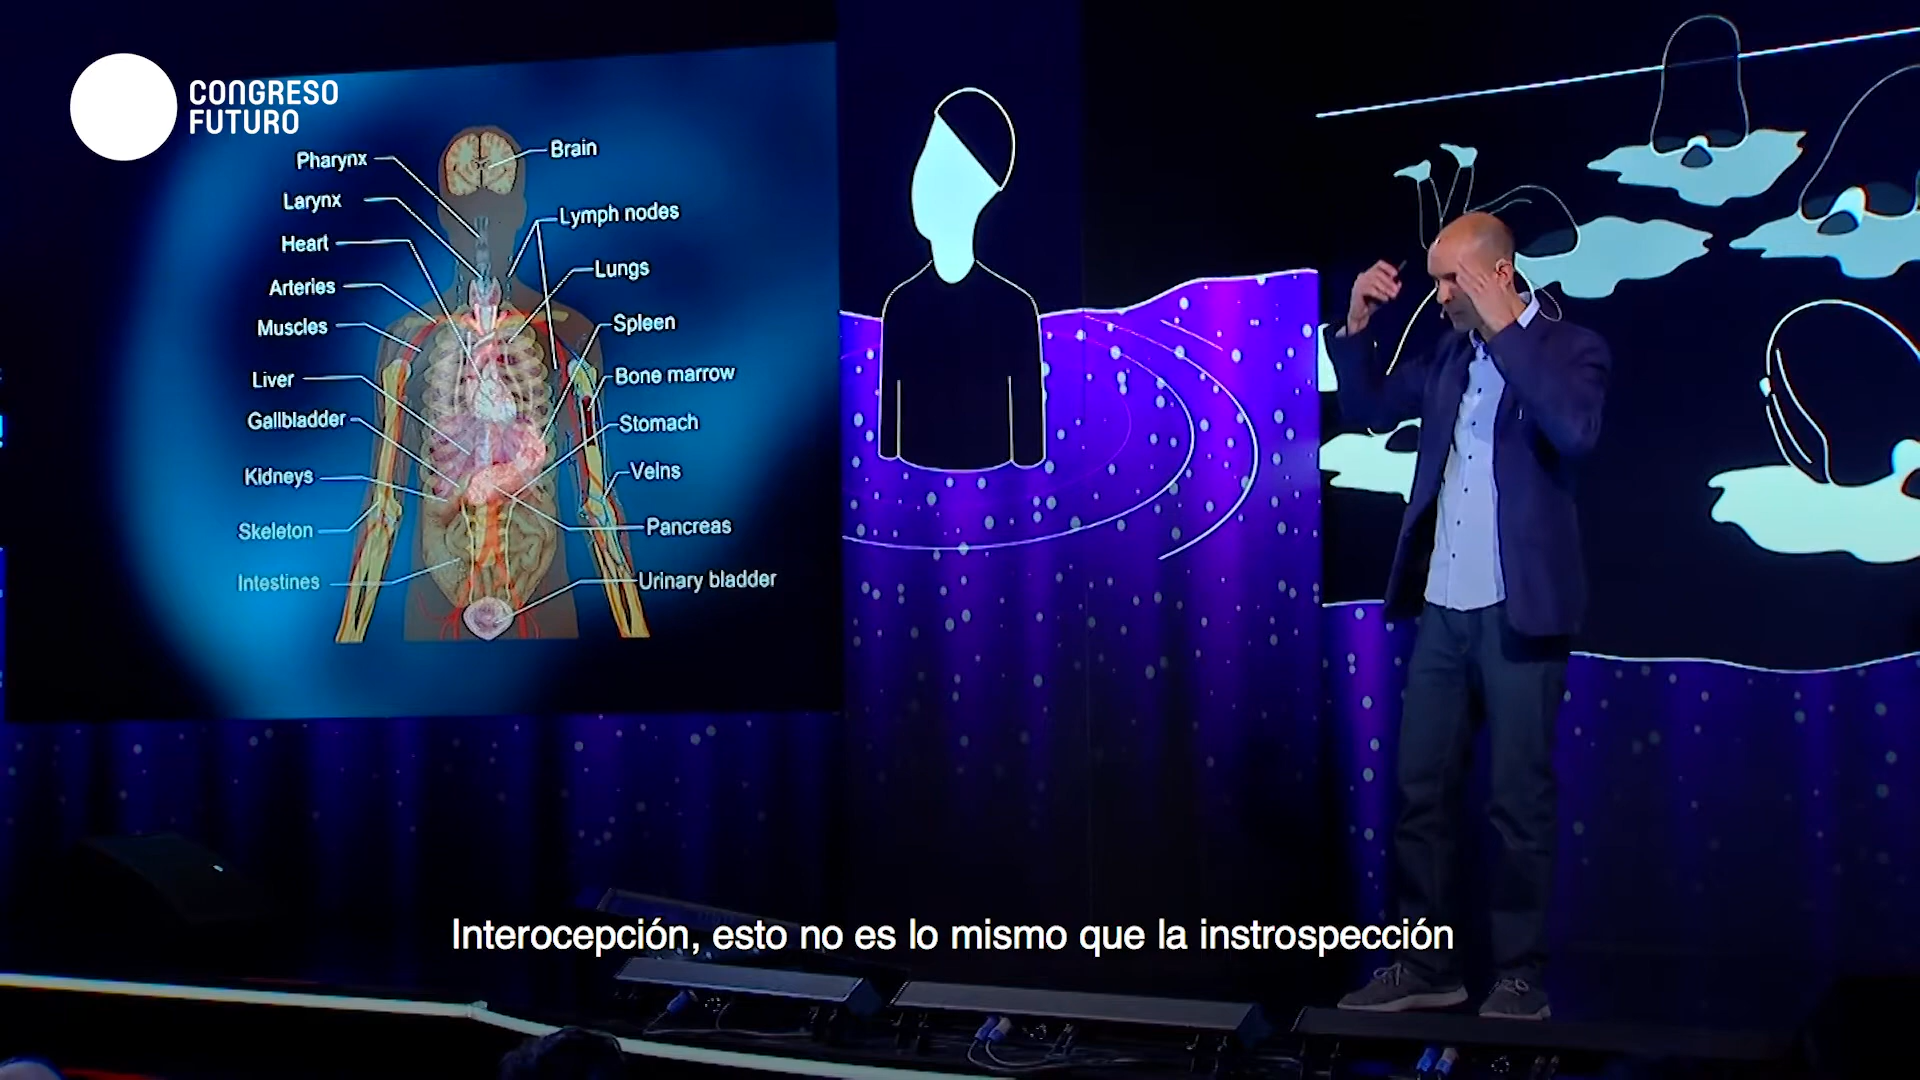 CONGRESO
FUTURO
Pharynx
Larynx
Heart
Arteries
Muscles
Liver
Gallbladder
Kidneys
Skeleton
Intestines
Brain
Lymph nodes
Lungs
Spleen
Bone marrow
Stomach
Veins
Pancreas
Urinary bladder
Interocepción, esto no es lo mismo que la instrospección